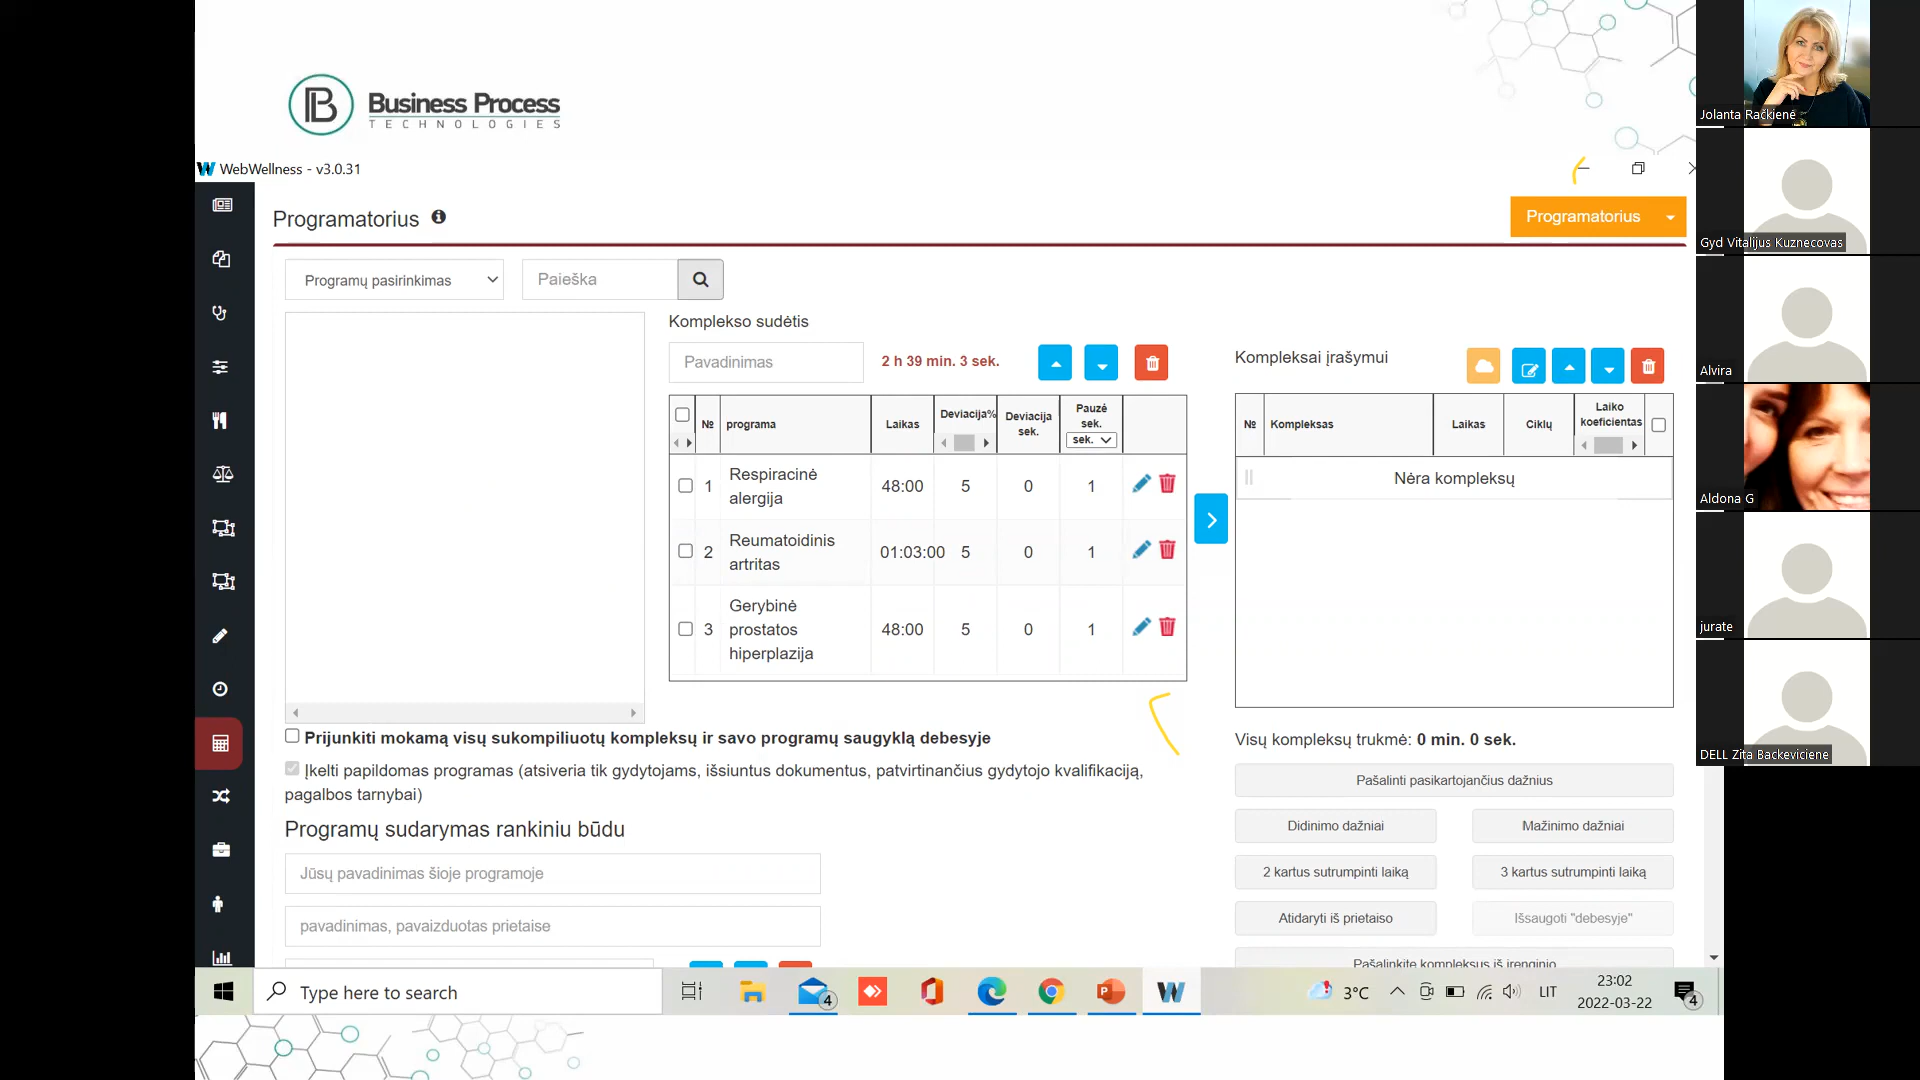 Business Process
TECHNOLOGIES
WebWellness - v3.0.31
Programatorius
Programatorius
Programų pasirinkimas
Paieška
Komplekso sudėtis
Pavadinimas
2 h 39 min. 3 sek.
№ programa Laikas Deviacija% Deviacija sek. Pauzė sek.
sek.
1 Respiracinė alergija 48:00 5 0 1
2 Reumatoidinis artritas 01:03:00 5 0 1
3 Gerybinė prostatos hiperplazija 48:00 5 0 1
Kompleksai įrašymui
№ Kompleksas Laikas Ciklų Laiko koeficientas
Nėra kompleksų
Visų kompleksų trukmė: 0 min. 0 sek.
Pašalinti pasikartojančius dažnius
Didinimo dažniai
Mažinimo dažniai
2 kartus sutrumpinti laiką
3 kartus sutrumpinti laiką
Atidaryti iš prietaiso
Išsaugoti "debesyje"
Pašalinkite kompleksus iš įrenginio
Prijunkiti mokamą visų sukompiliuotų kompleksų ir savo programų saugyklą debesyje
Įkelti papildomas programas (atsiveria tik gydytojams, išsiuntus dokumentus, patvirtinančius gydytojo kvalifikaciją,
pagalbos tarnybai)
Programų sudarymas rankiniu būdu
Jūsų pavadinimas šioje programoje
pavadinimas, pavaizduotas prietaise
Type here to search
4
3°C
LIT
23:02
2022-03-22
4
Jolanta Račkienė
Gyd Vitalijus Kuznecovas
Alvira
Aldona G
jurate
DELL Zita Backeviciene